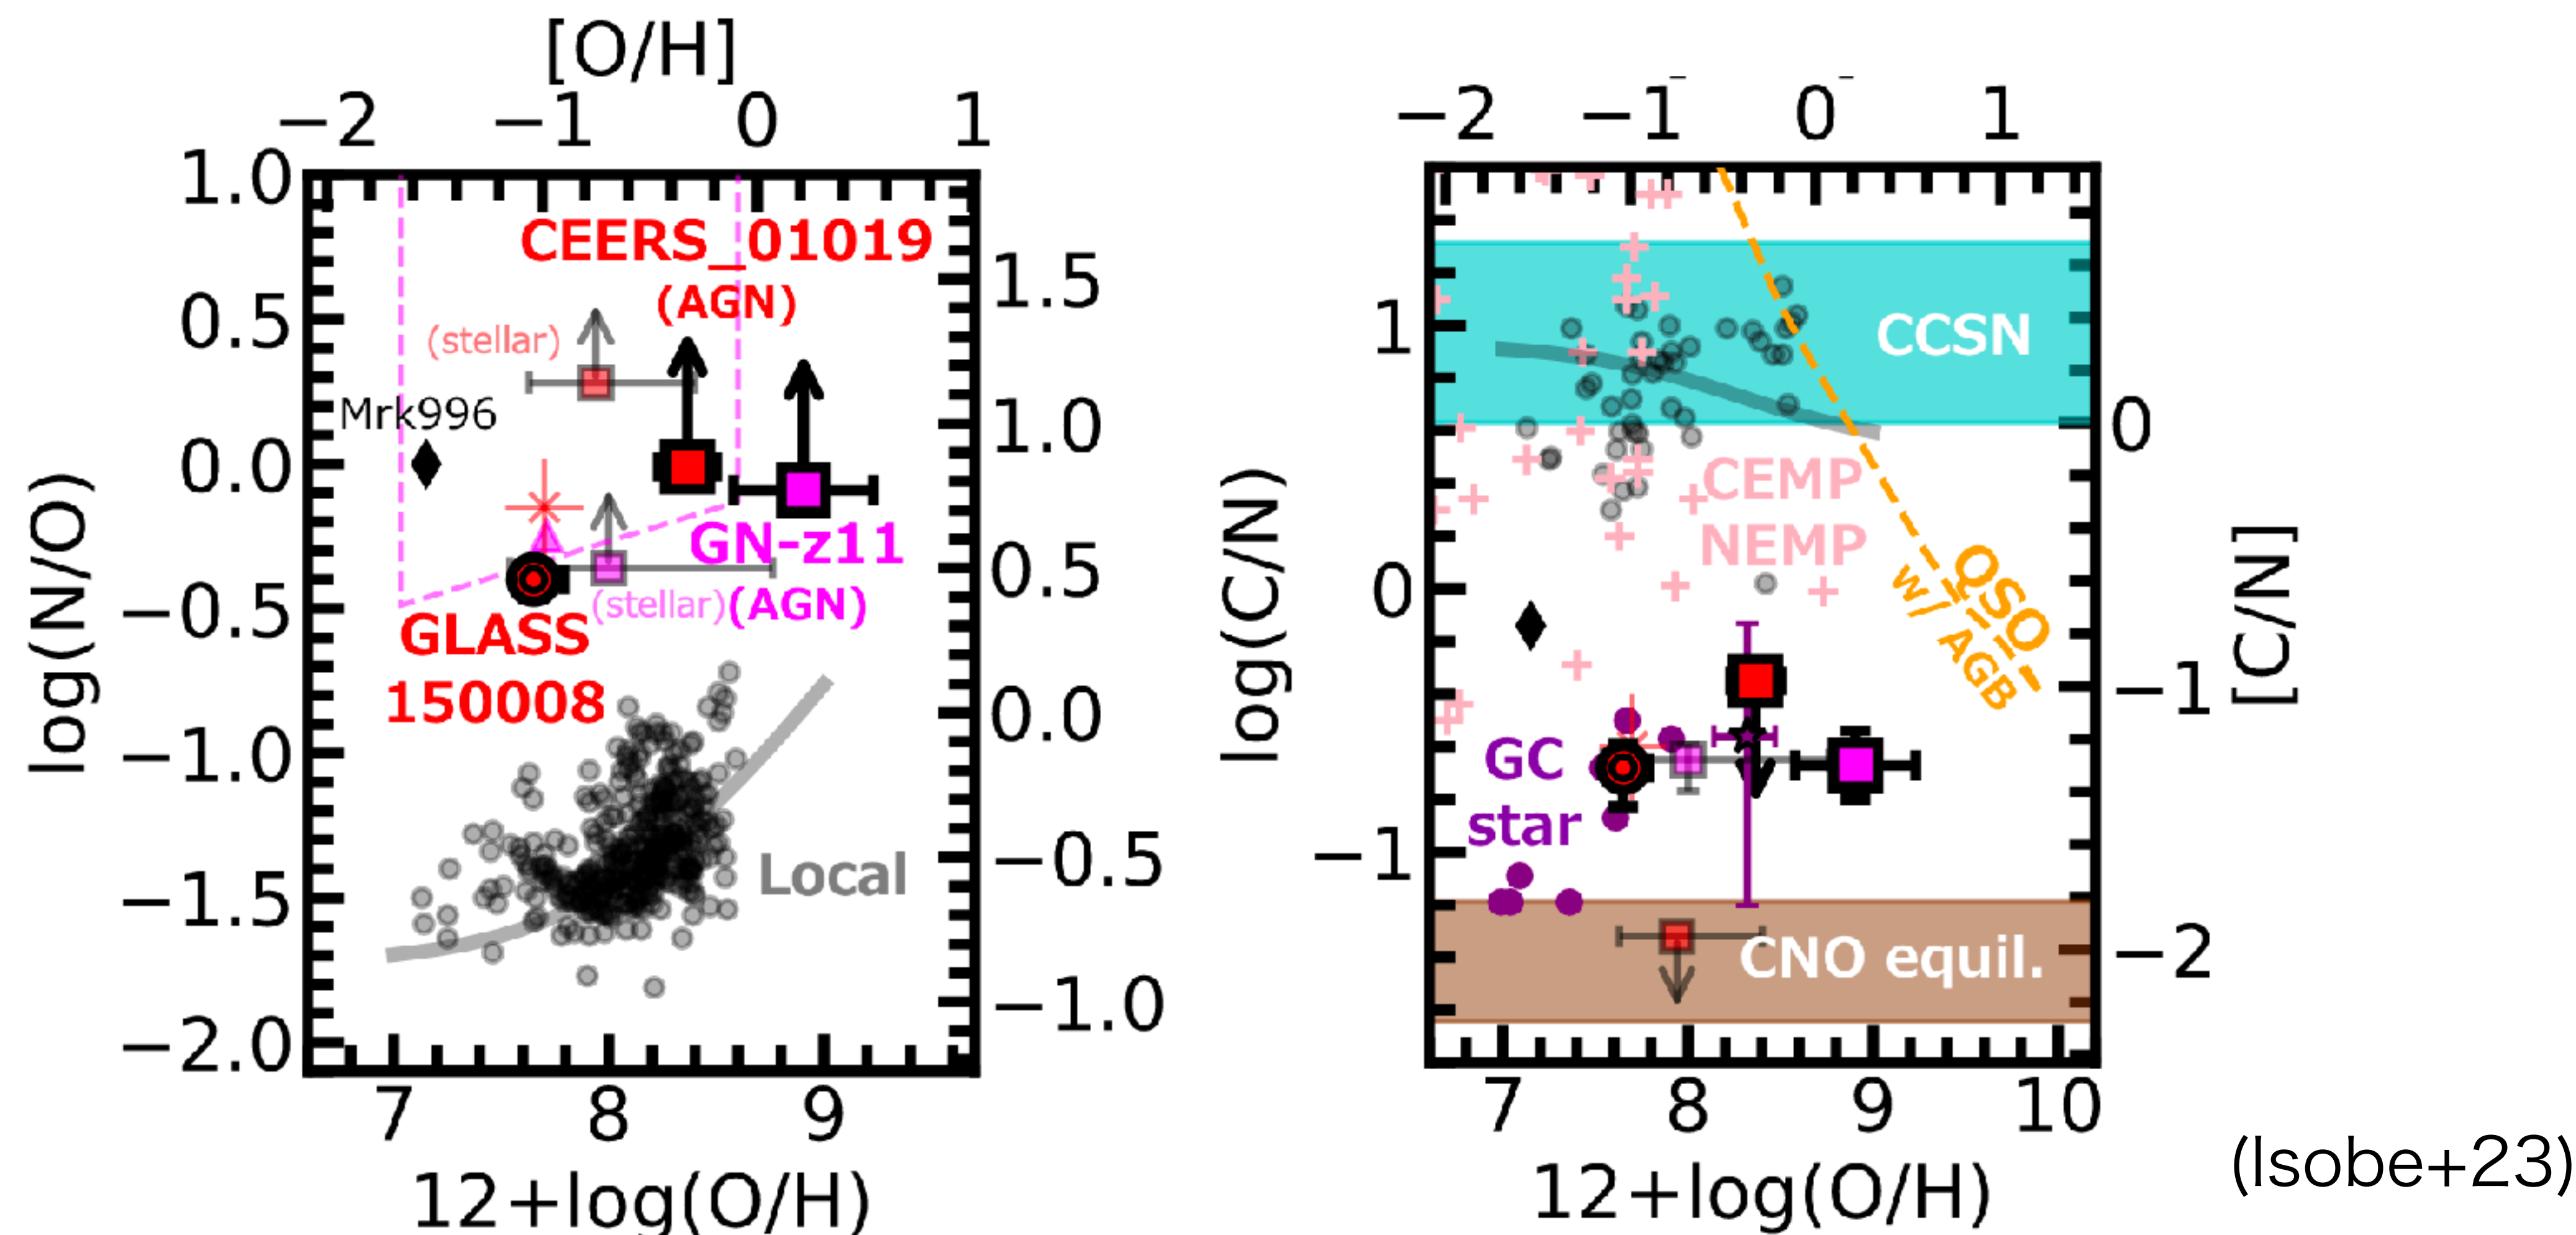 [O/H]
−2 −1 0 1
1.0
0.5
0.0
−0.5
−1.0
−1.5
−2.0
log(N/O)
CEERS_01019
(AGN)
(stellar)
Mrk996
GN-z11
(stellar)(AGN)
GLASS
150008
Local
1.5
1.0
0.5
0.0
−0.5
−1.0
7 8 9
12+log(O/H)
−2 −1 0 1
1
0
−1
log(C/N)
CCSN
CEMP
NEMP
QSO
w/ AGB
GC
star
CNO equil.
0
−1
−2
[C/N]
7 8 9 10
12+log(O/H)
(Isobe+23)